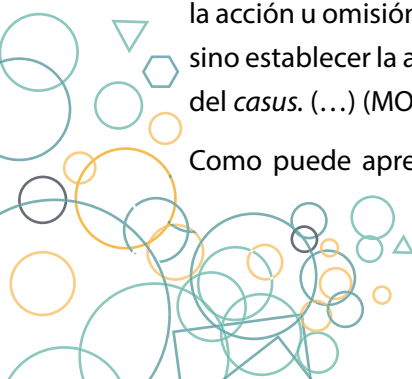 la acción u omisión
sino establecer la a
del casus. (…) (MO
Como puede apre